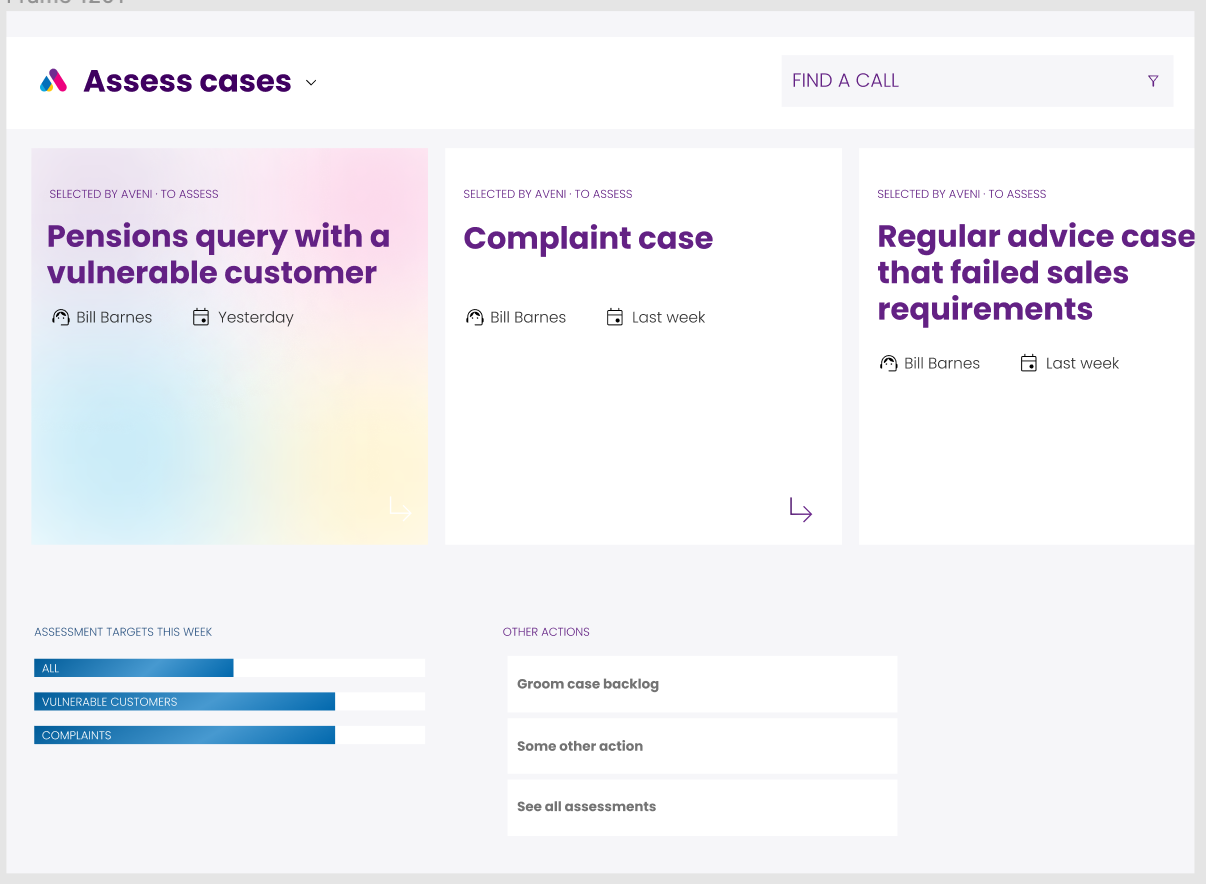 Assess cases
FIND A CALL
SELECTED BY AVENI · TO ASSESS
Pensions query with a
vulnerable customer
Bill Barnes
Yesterday
SELECTED BY AVENI · TO ASSESS
Complaint case
Bill Barnes
Last week
SELECTED BY AVENI · TO ASSESS
Regular advice case
that failed sales
requirements
Bill Barnes
Last week
ASSESSMENT TARGETS THIS WEEK
ALL
VULNERABLE CUSTOMERS
COMPLAINTS
OTHER ACTIONS
Groom case backlog
Some other action
See all assessments